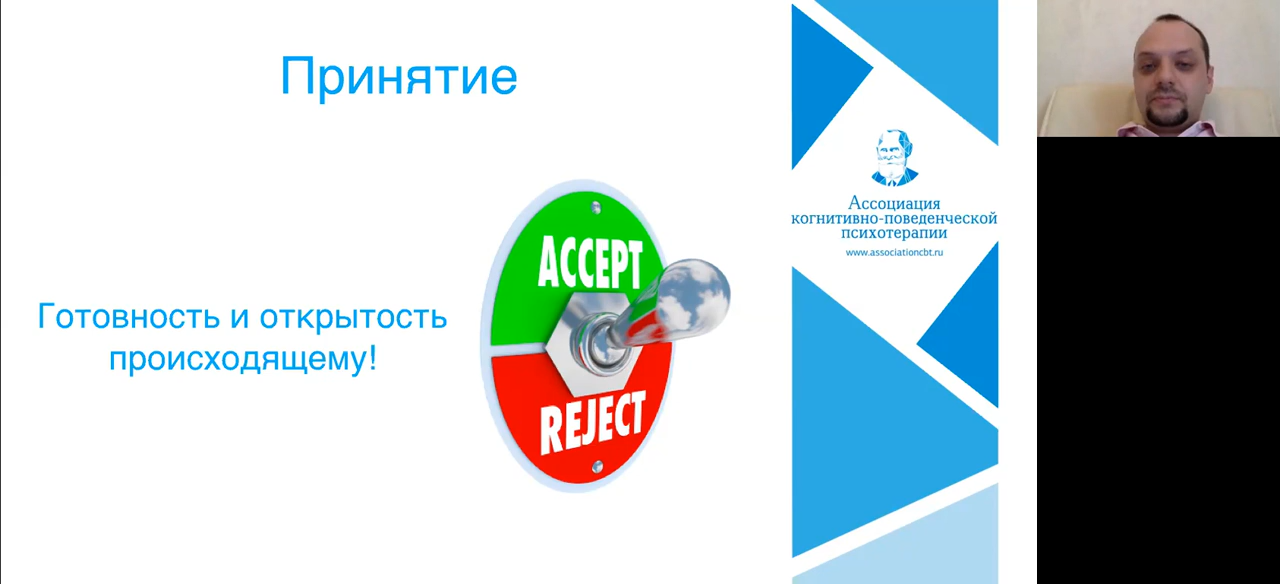 Принятие
Готовность и открытость
происходящему!
ACCEPT
REJECT
Ассоциация
когнитивно-поведенческой
психотерапии
www.associationcbt.ru